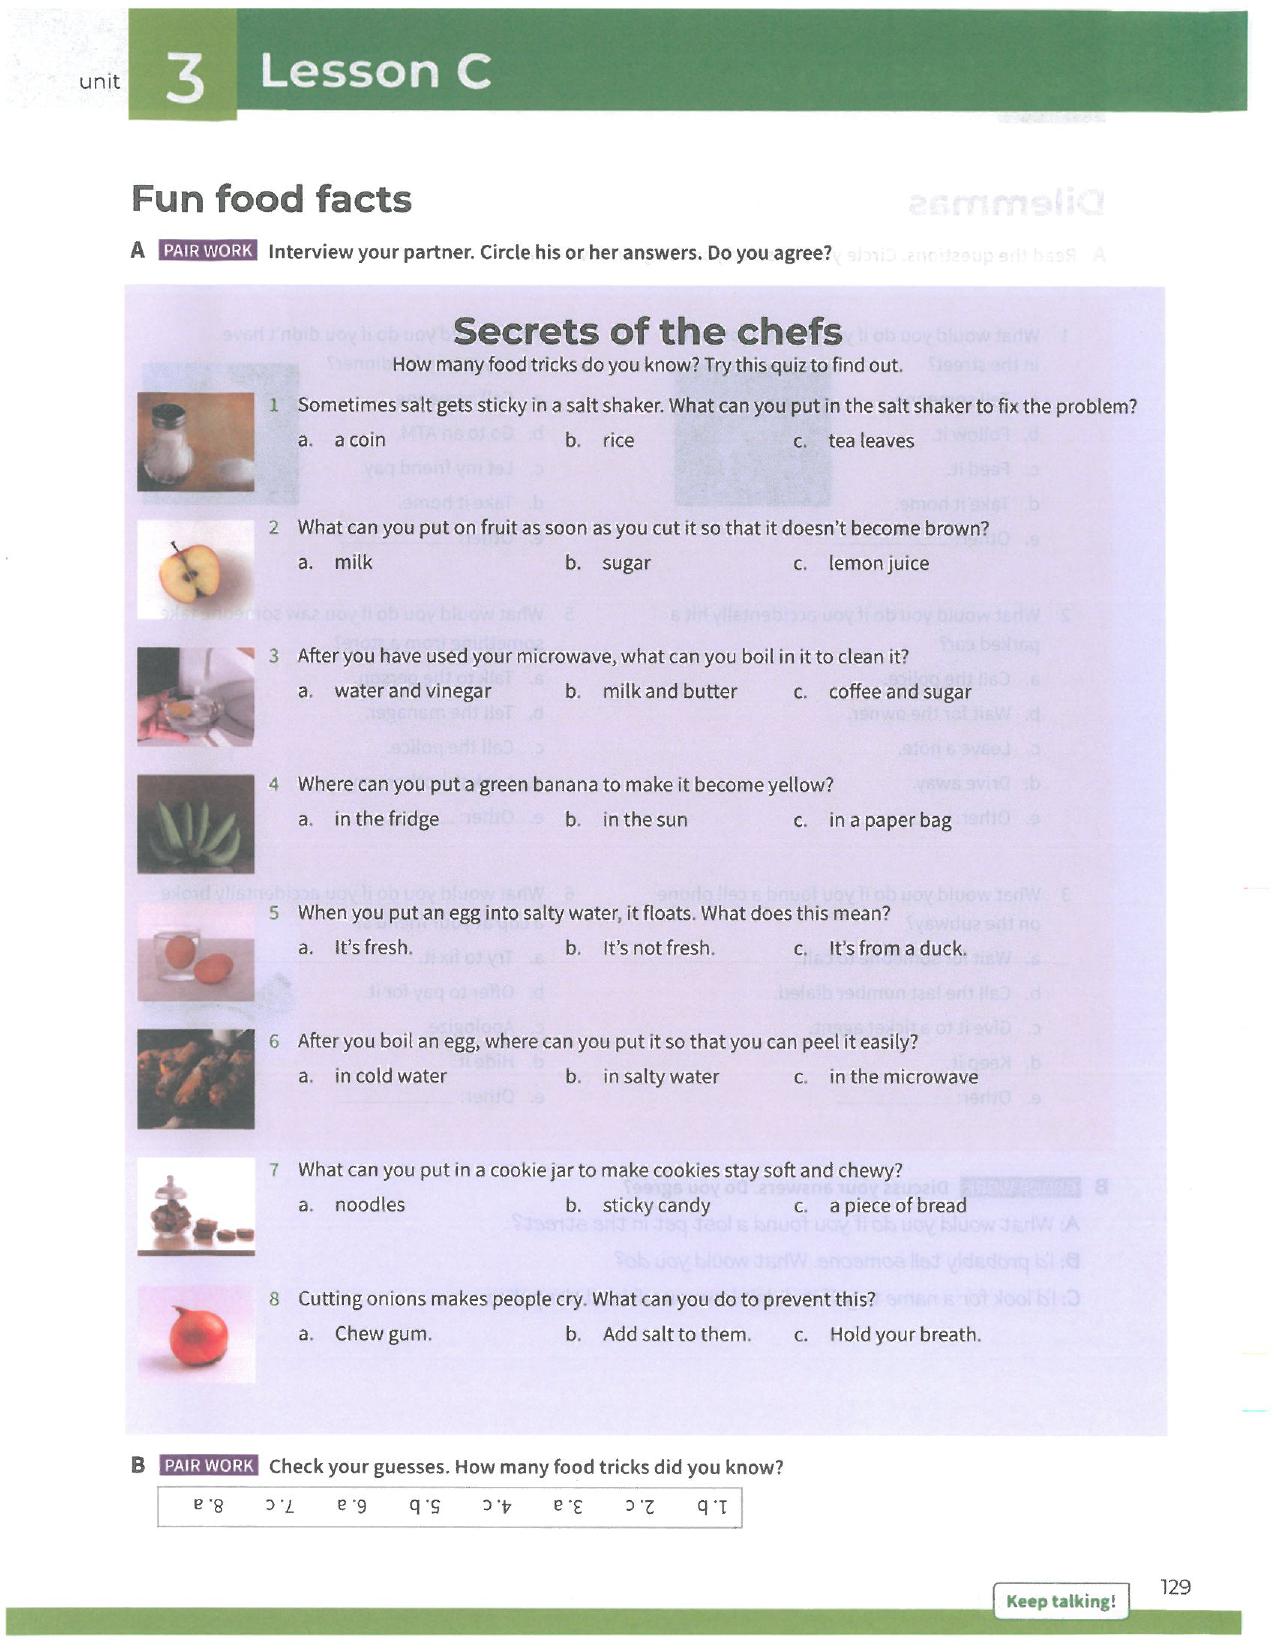 unit 3 Lesson C
Fun food facts
A PAIR WORK Interview your partner. Circle his or her answers. Do you agree?
Secrets of the chefs
How many food tricks do you know? Try this quiz to find out.
1 Sometimes salt gets sticky in a salt shaker. What can you put in the salt shaker to fix the problem?
a. a coin b. rice c. tea leaves
2 What can you put on fruit as soon as you cut it so that it doesn't become brown?
a. milk b. sugar c. lemon juice
3 After you have used your microwave, what can you boil in it to clean it?
a. water and vinegar b. milk and butter c. coffee and sugar
4 Where can you put a green banana to make it become yellow?
a. in the fridge b. in the sun c. in a paper bag
5 When you put an egg into salty water, it floats. What does this mean?
a. It's fresh. b. It's not fresh. c. It's from a duck.
6 After you boil an egg, where can you put it so that you can peel it easily?
a. in cold water b. in salty water c. in the microwave
7 What can you put in a cookie jar to make cookies stay soft and chewy?
a. noodles b. sticky candy c. a piece of bread
8 Cutting onions makes people cry. What can you do to prevent this?
a. Chew gum. b. Add salt to them. c. Hold your breath.
B PAIR WORK Check your guesses. How many food tricks did you know?
1. b 2. c 3. a 4. c 5. b 6. a 7. c 8. a
Keep talking! 129